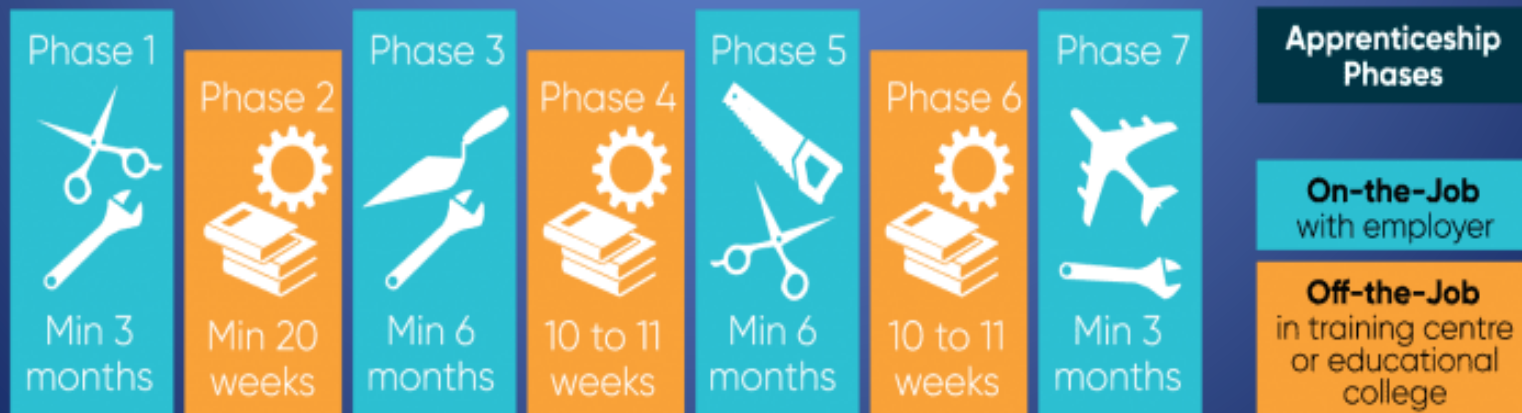 Phase 1
Min 3
months
Phase 2
Min 20
weeks
Phase 3
Min 6
months
Phase 4
10 to 11
weeks
Phase 5
Min 6
months
Phase 6
10 to 11
weeks
Phase 7
Min 3
months
Apprenticeship
Phases
On-the-Job
with employer
Off-the-Job
in training centre
or educational
college